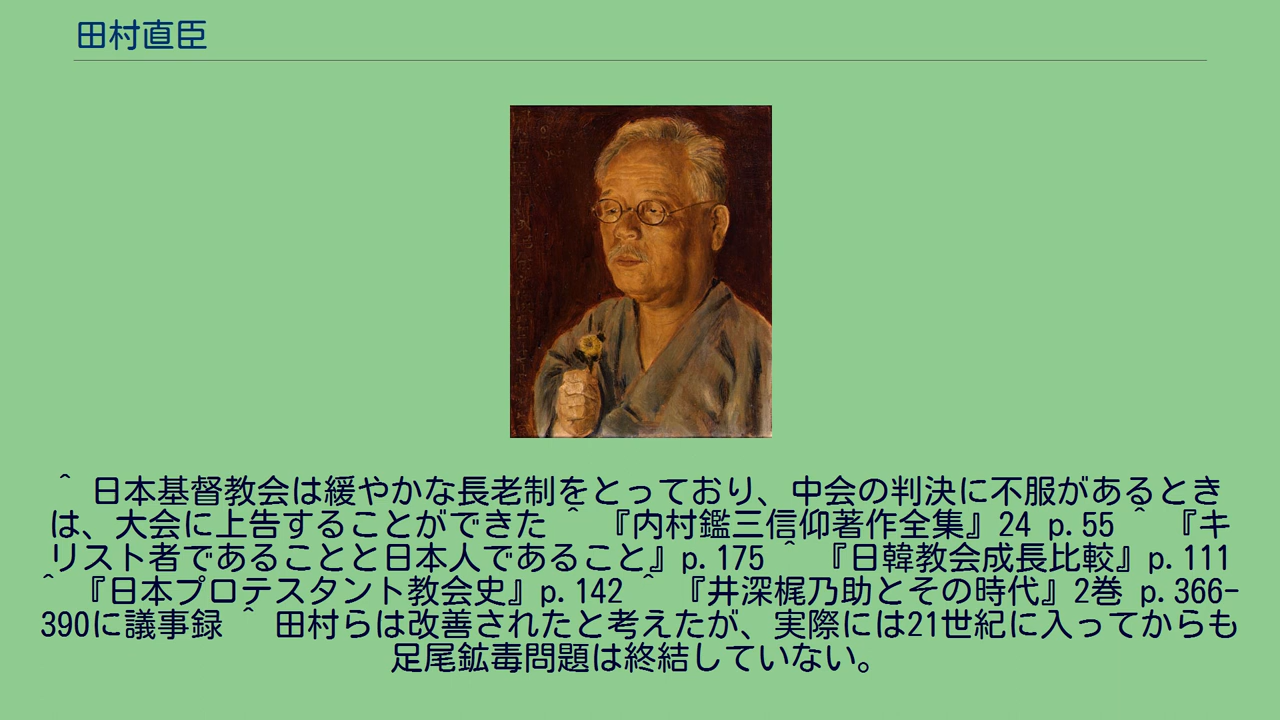 田村直臣
^ 日本基督教会は緩やかな長老制をとっており、中会の判決に不服があるとき
は、大会に上告することができた ^ 『内村鑑三信仰著作全集』24 p.55 ^ 『キ
リスト者であることと日本人であること』p.175 ^ 『日韓教会成長比較』p.111
^ 『日本プロテスタント教会史』p.142 ^ 『井深梶乃助とその時代』2巻 p.366-
390に議事録 ^ 田村らは改善されたと考えたが、実際には21世紀に入ってからも
足尾鉱毒問題は終結していない。